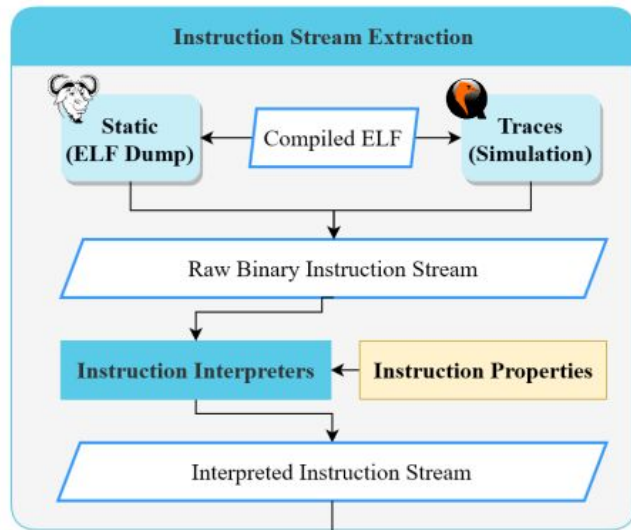 Instruction Stream Extraction
Static
(ELF Dump)
Compiled ELF
Traces
(Simulation)
Raw Binary Instruction Stream
Instruction Interpreters
Instruction Properties
Interpreted Instruction Stream